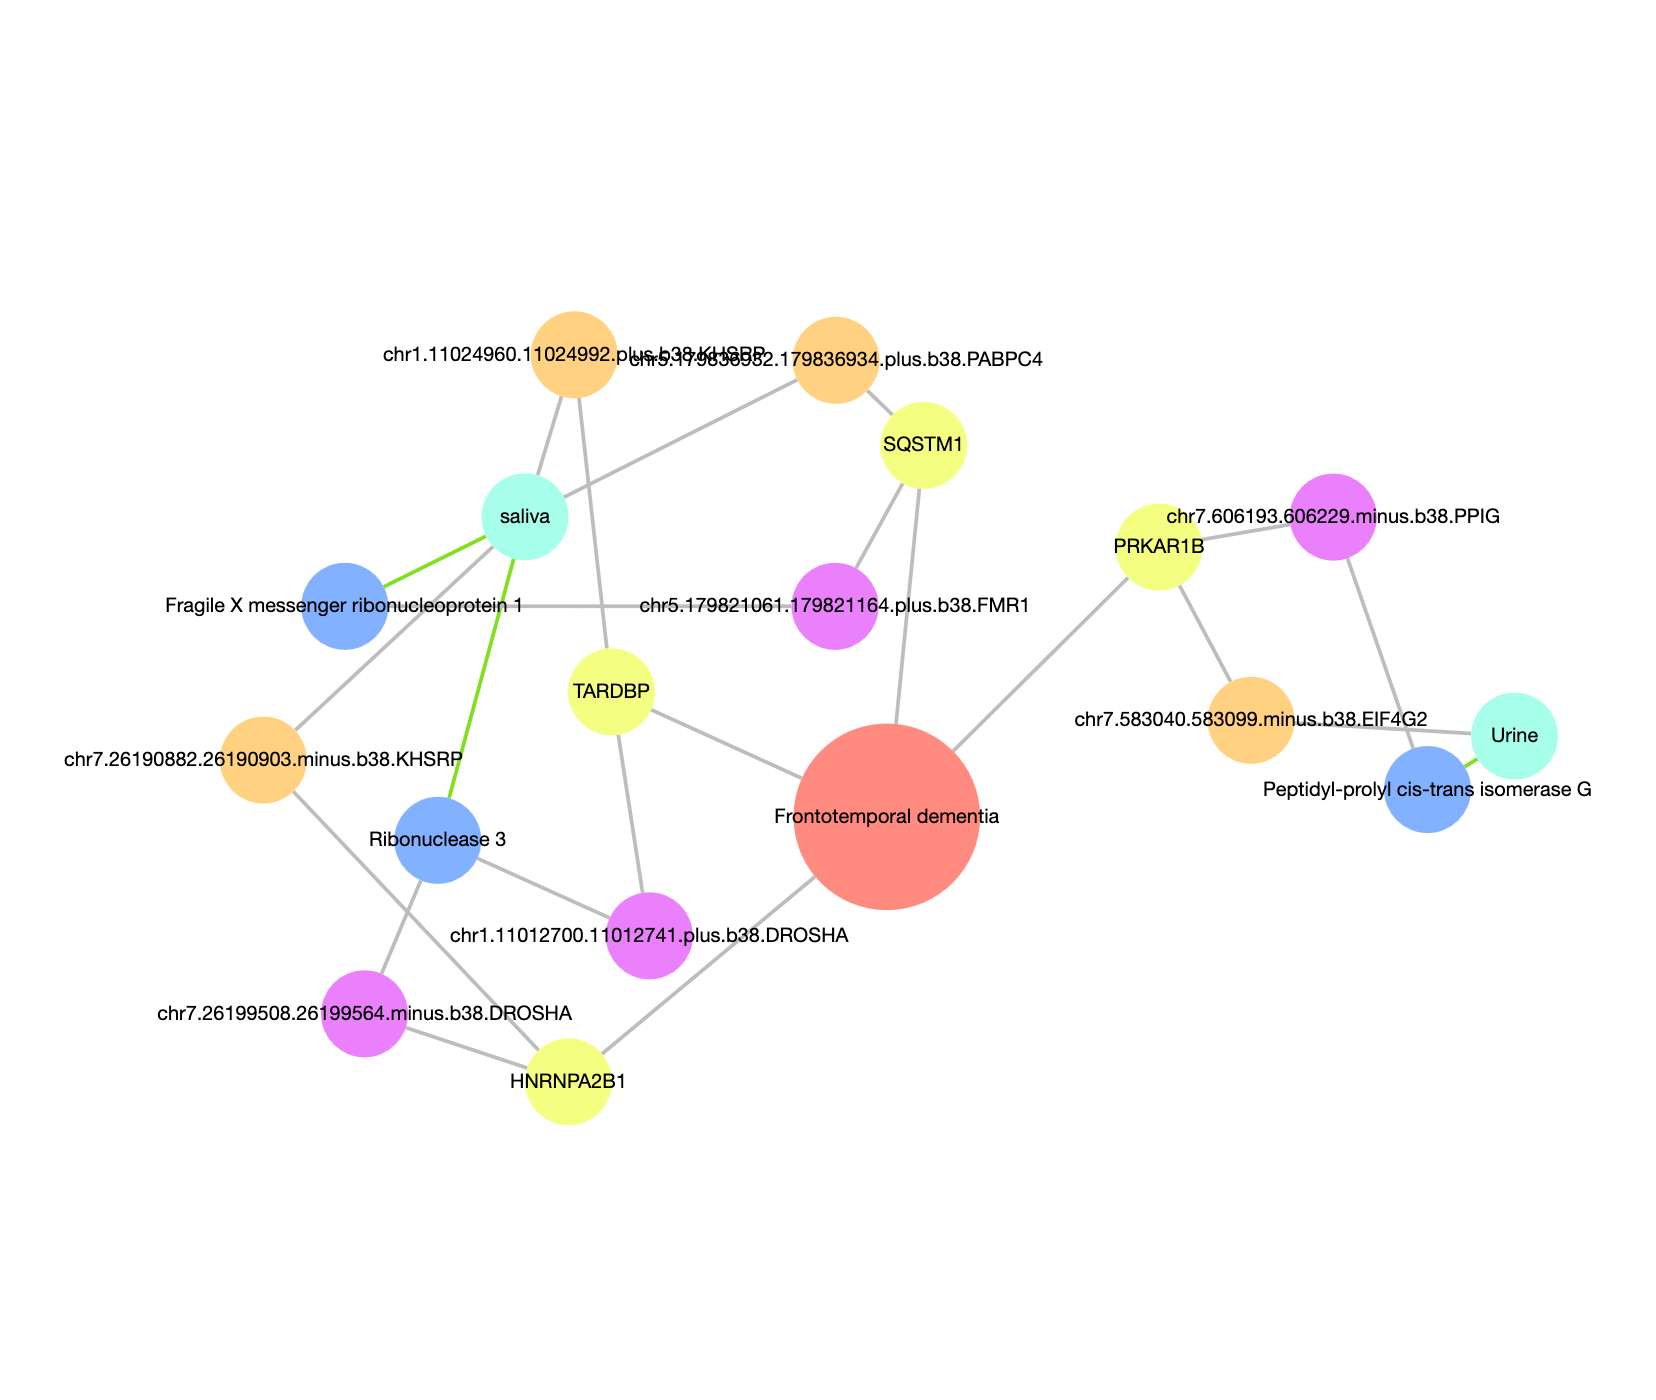 chr1.11024960.11024992.plus.b38.KHSRP
chr5.179836932.179836934.plus.b38.PABPC4
SQSTM1
saliva
chr7.606193.606229.minus.b38.PPIG
PRKAR1B
Fragile X messenger ribonucleoprotein 1
chr5.179821061.179821164.plus.b38.FMR1
TARDBP
chr7.583040.583099.minus.b38.EIF4G2
Urine
chr7.26190882.26190903.minus.b38.KHSRP
Peptidyl-prolyl cis-trans isomerase G
Frontotemporal dementia
Ribonuclease 3
chr1.11012700.11012741.plus.b38.DROSHA
chr7.26199508.26199564.minus.b38.DROSHA
HNRNPA2B1